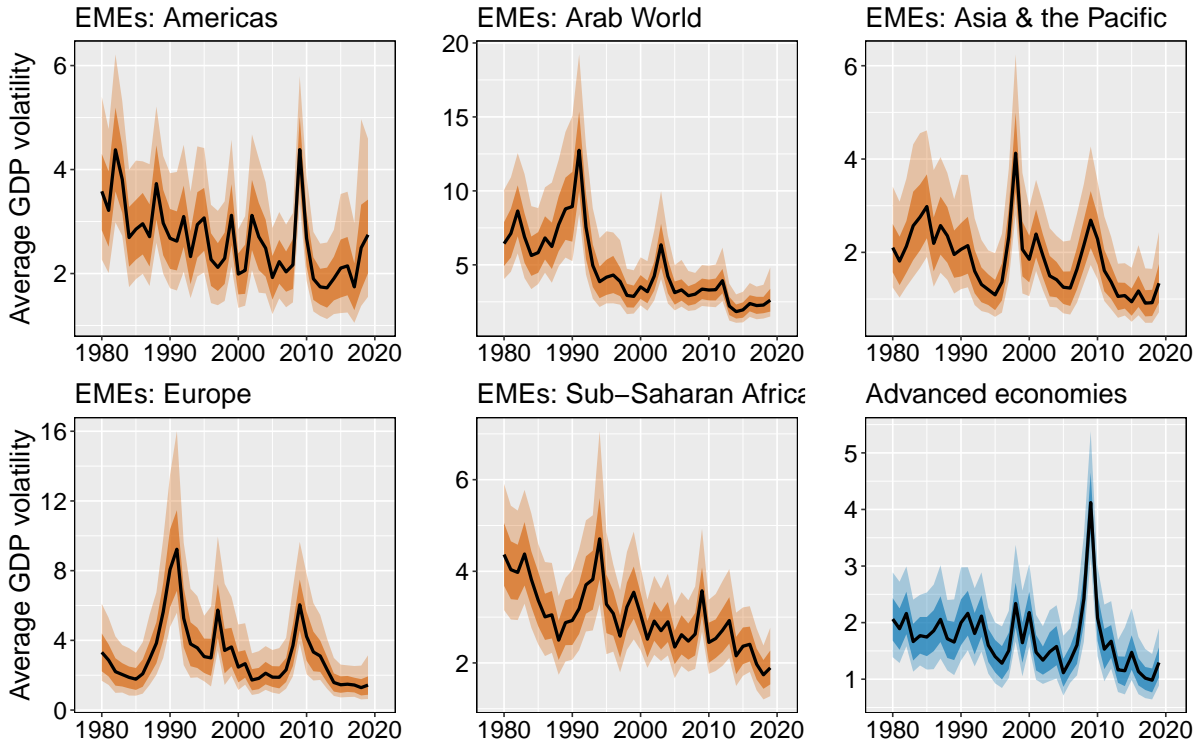 EMEs: Americas
EMEs: Arab World
EMEs: Asia & the Pacific
Average GDP volatility
6
4
2
1980 1990 2000 2010 2020
20
15
10
5
1980 1990 2000 2010 2020
6
4
2
1980 1990 2000 2010 2020
EMEs: Europe
EMEs: Sub−Saharan Africa
Advanced economies
Average GDP volatility
16
12
8
4
0
1980 1990 2000 2010 2020
6
4
2
1980 1990 2000 2010 2020
5
4
3
2
1
1980 1990 2000 2010 2020